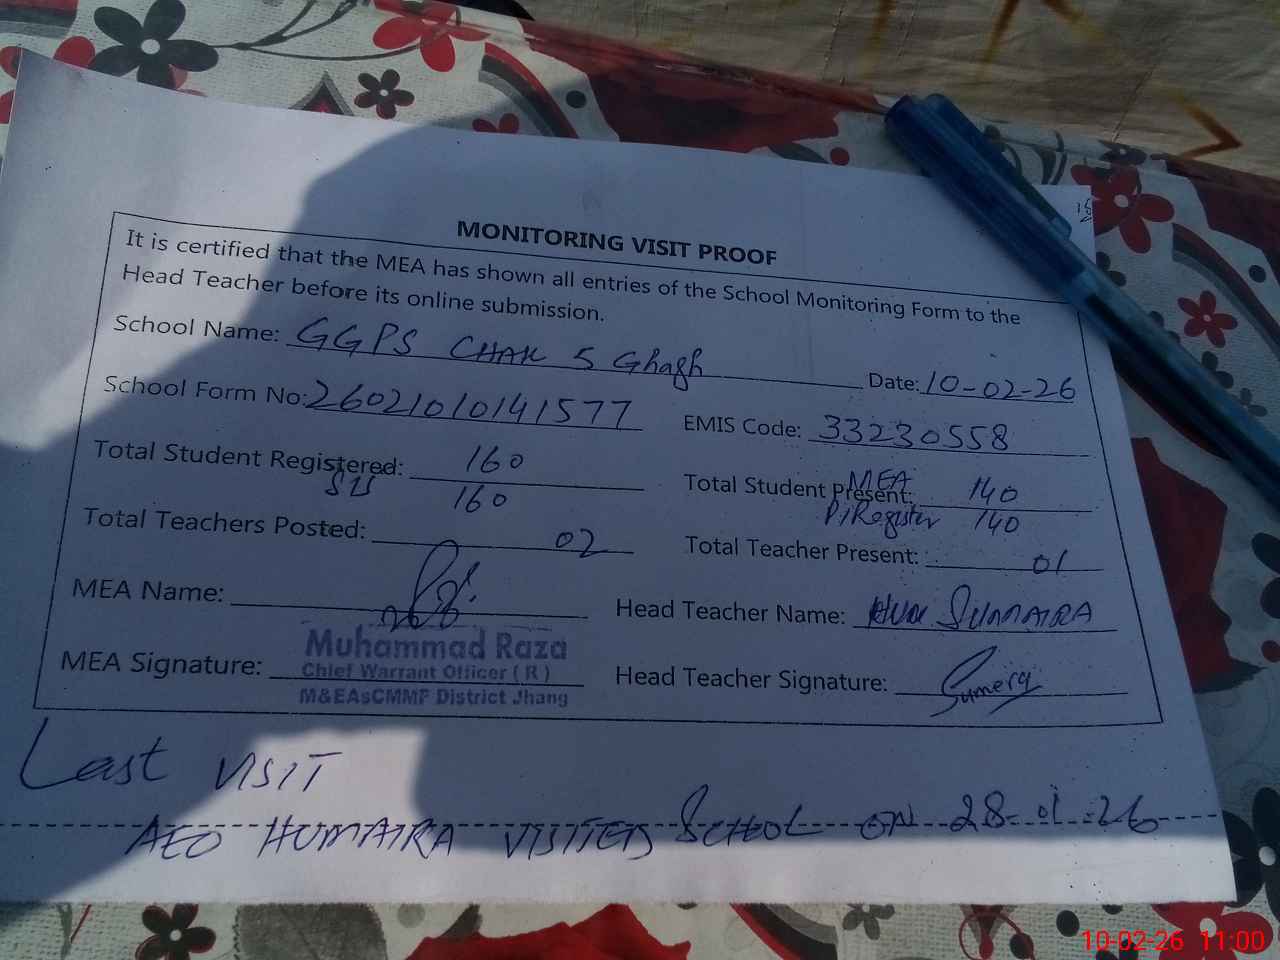 MONITORING VISIT PROOF
It is certified that the MEA has shown all entries of the School Monitoring Form to the
Head Teacher before its online submission.
School Name: GGPS CHAK 5 Ghagh
Date: 10-02-26
School Form No: 26021010141577
EMIS Code: 33230558
Total Student Registered: 160
SIS 160
Total Student Present: MEA 140
P/Register 140
Total Teachers Posted: 02
Total Teacher Present: 01
MEA Name:
Head Teacher Name: SUMAIRA
MEA Signature:
Muhammad Raza
Chief Warrant Officer ( R )
M&EAsCMMF District Jhang
Head Teacher Signature: Sumera
Last VISIT
AEO HUMAIRA VISITED SCHOOL ON 28-01-26
10-02-26 11:00